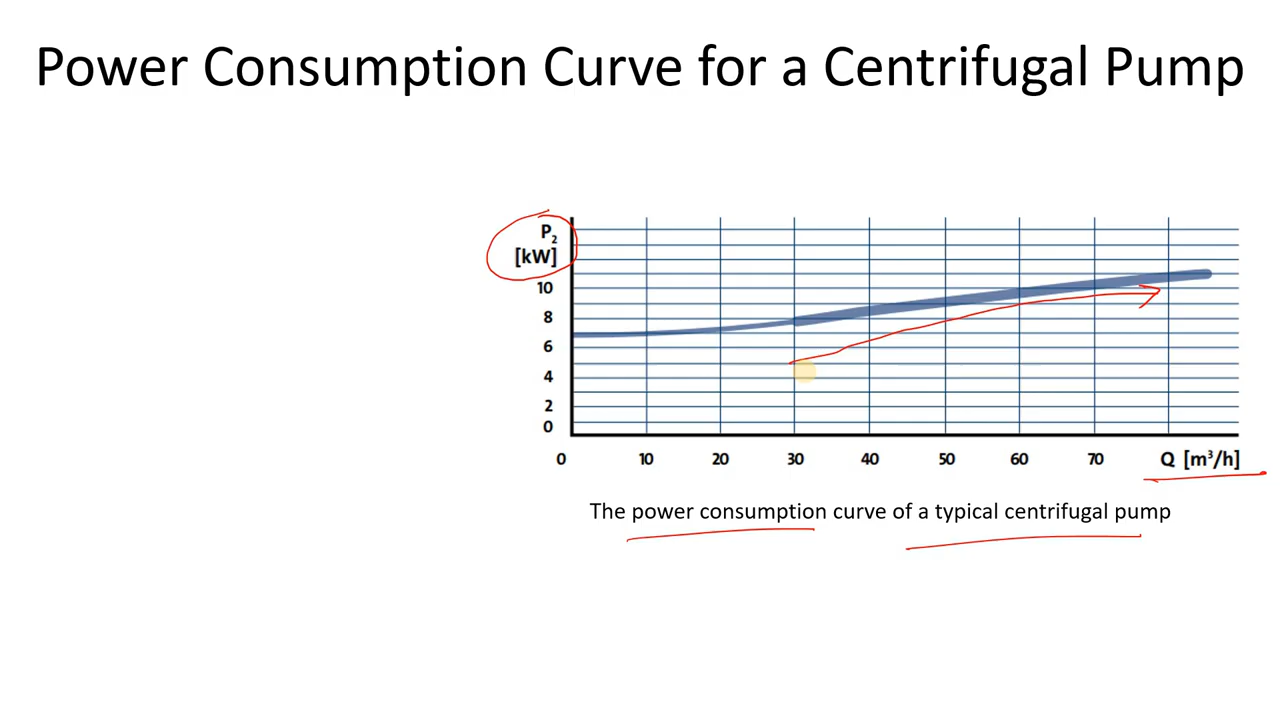 Power Consumption Curve for a Centrifugal Pump
P₂
[kW]
10
8
6
4
2
0
0 10 20 30 40 50 60 70 Q [m³/h]
The power consumption curve of a typical centrifugal pump